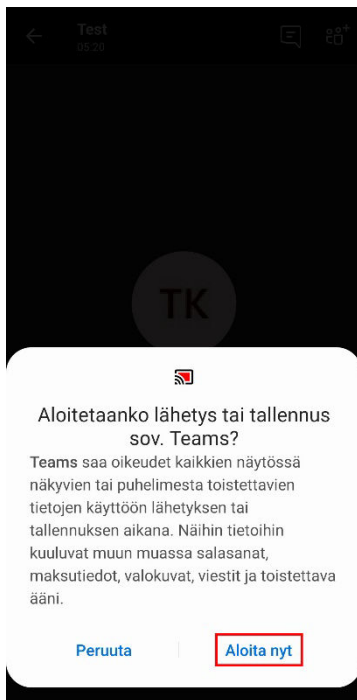 Test
05:20
TK
Aloitetaanko lähetys tai tallennus
sov. Teams?
Teams saa oikeudet kaikkien näytössä
näkyvien tai puhelimesta toistettavien
tietojen käyttöön lähetyksen tai
tallennuksen aikana. Näihin tietoihin
kuuluvat muun muassa salasanat,
maksutiedot, valokuvat, viestit ja toistettava
ääni.
Peruuta
Aloita nyt